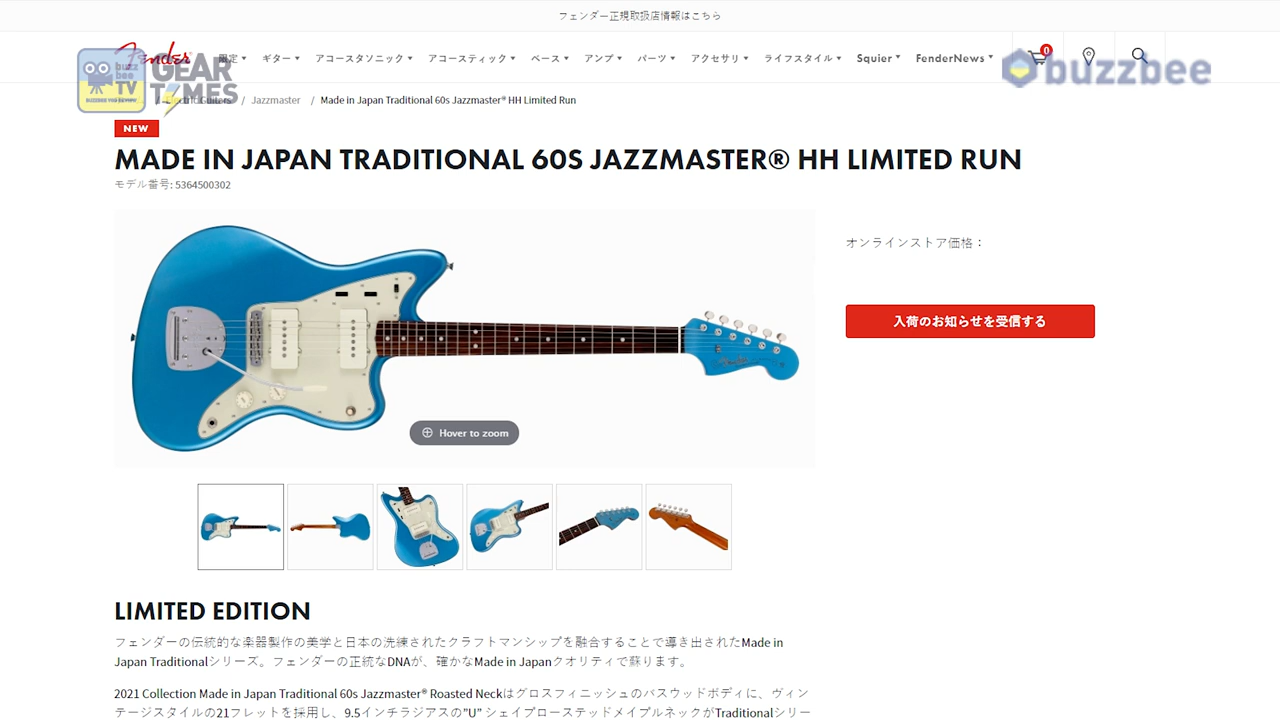 フェンダー正規取扱店情報はこちら
Fender
限定 ギター アコースタソニック アコースティック ベース アンプ パーツ アクセサリ ライフスタイル Squier FenderNews 0
buzz bee TV
BUZZBEE YOU REVIEW
GEAR TIMES
buzzbee
Electric Guitars / Jazzmaster / Made in Japan Traditional 60s Jazzmaster® HH Limited Run
NEW
MADE IN JAPAN TRADITIONAL 60S JAZZMASTER® HH LIMITED RUN
モデル番号: 5364500302
オンラインストア価格：
入荷のお知らせを受信する
Hover to zoom
LIMITED EDITION
フェンダーの伝統的な楽器製作の美学と日本の洗練されたクラフトマンシップを融合することで導き出されたMade in
Japan Traditionalシリーズ。フェンダーの正統なDNAが、確かなMade in Japanクオリティで蘇ります。
2021 Collection Made in Japan Traditional 60s Jazzmaster® Roasted Neckはグロスフィニッシュのバスウッドボディに、ヴィン
テージスタイルの21フレットを採用し、9.5インチラジアスの”U” シェイプローステッドメイプルネックがTraditionalシリー